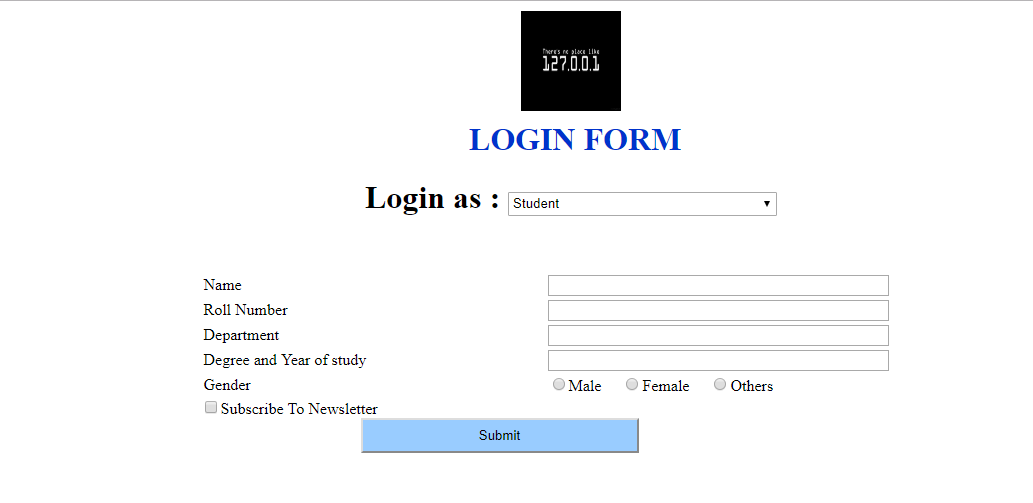 There's no place like
127.0.0.1
LOGIN FORM
Login as : Student
Name
Roll Number
Department
Degree and Year of study
Gender Male Female Others
Subscribe To Newsletter
Submit